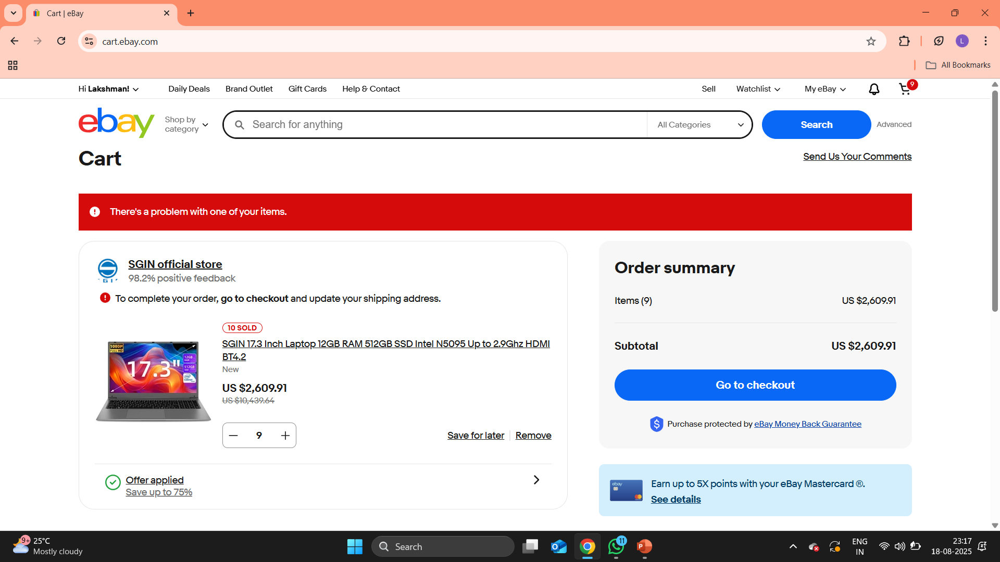 Cart | eBay
cart.ebay.com
L
All Bookmarks
Hi Lakshman!
Daily Deals
Brand Outlet
Gift Cards
Help & Contact
Sell
Watchlist
My eBay
9
ebay
Shop by
category
Search for anything
All Categories
Search
Advanced
Cart
Send Us Your Comments
There's a problem with one of your items.
SGIN official store
98.2% positive feedback
To complete your order, go to checkout and update your shipping address.
10 SOLD
SGIN 17.3 Inch Laptop 12GB RAM 512GB SSD Intel N5095 Up to 2.9Ghz HDMI
BT4.2
New
US $2,609.91
US $10,439.64
1080P
FULL HD
17.3"
12GB
RAM
512GB
SSD
9
Save for later
Remove
Offer applied
Save up to 75%
Order summary
Items (9)
US $2,609.91
Subtotal
US $2,609.91
Go to checkout
Purchase protected by eBay Money Back Guarantee
ebay
Earn up to 5X points with your eBay Mastercard ®.
See details
9+
25°C
Mostly cloudy
Search
11
ENG
IN
23:17
18-08-2025